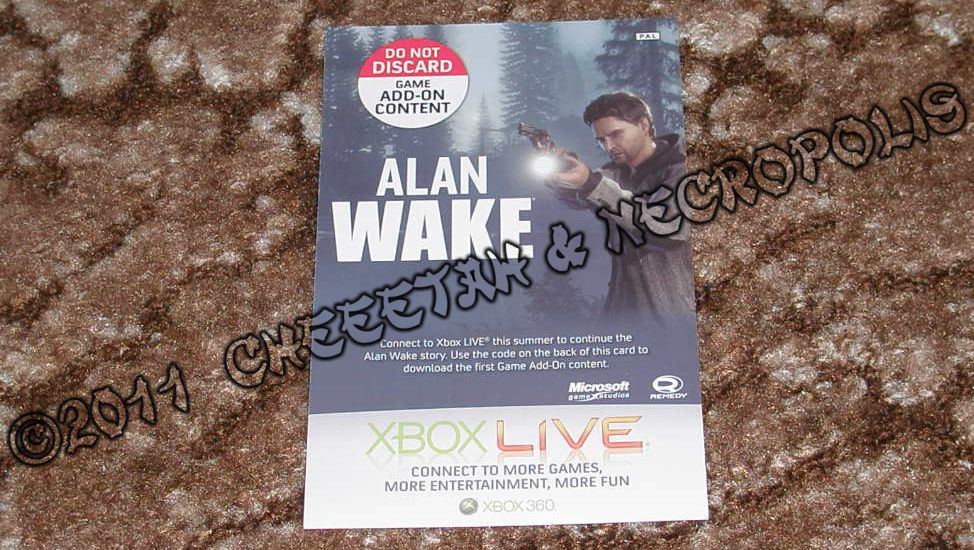 PAL
DO NOT
DISCARD
GAME
ADD-ON
CONTENT
ALAN
WAKE
©2011 CHEEETAH & NECROPOLIS
Connect to Xbox LIVE® this summer to continue the
Alan Wake story. Use the code on the back of this card to
download the first Game Add-On content.
Microsoft
game studios
REMEDY
XBOX LIVE
CONNECT TO MORE GAMES,
MORE ENTERTAINMENT, MORE FUN
XBOX 360.